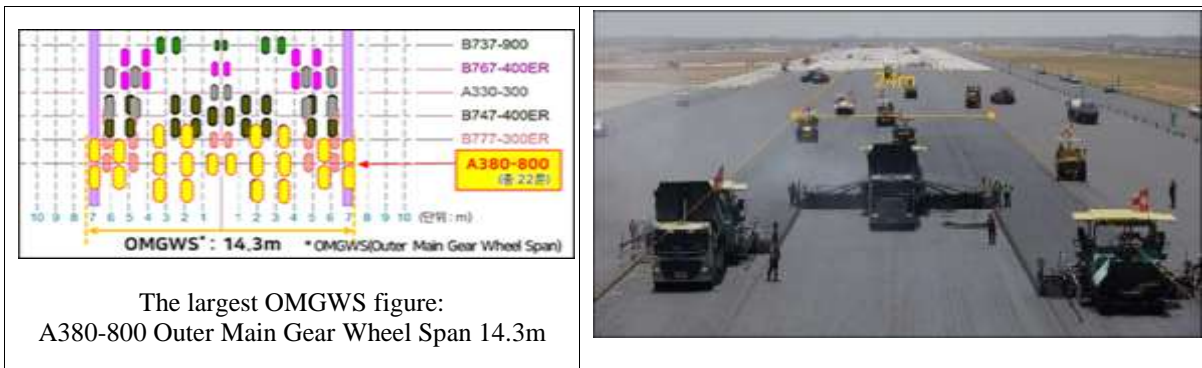 B737-900
B767-400ER
A330-300
B747-400ER
B777-300ER
A380-800
(총 22륜)
10 9 8 7 6 5 4 3 2 1 1 2 3 4 5 6 7 8 9 10 (단위 : m)
OMGWS* : 14.3m * OMGWS(Outer Main Gear Wheel Span)
The largest OMGWS figure:
A380-800 Outer Main Gear Wheel Span 14.3m